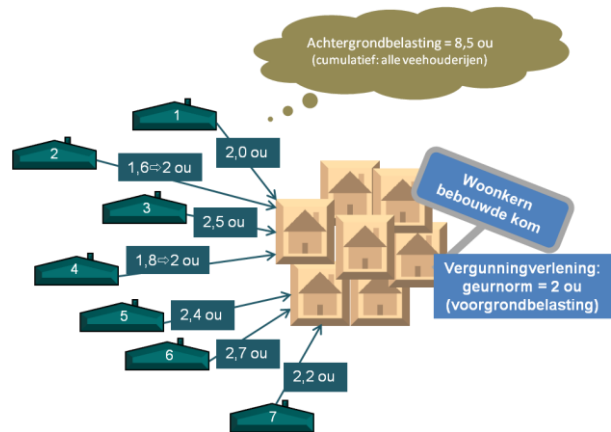 Achtergrondbelasting = 8,5 ou
(cumulatief: alle veehouderijen)
1
2,0 ou
2
1,6⇨2 ou
3
2,5 ou
4
1,8⇨2 ou
5
2,4 ou
6
2,7 ou
7
2,2 ou
Woonkern
bebouwde kom
Vergunningverlening:
geurnorm = 2 ou
(voorgrondbelasting)